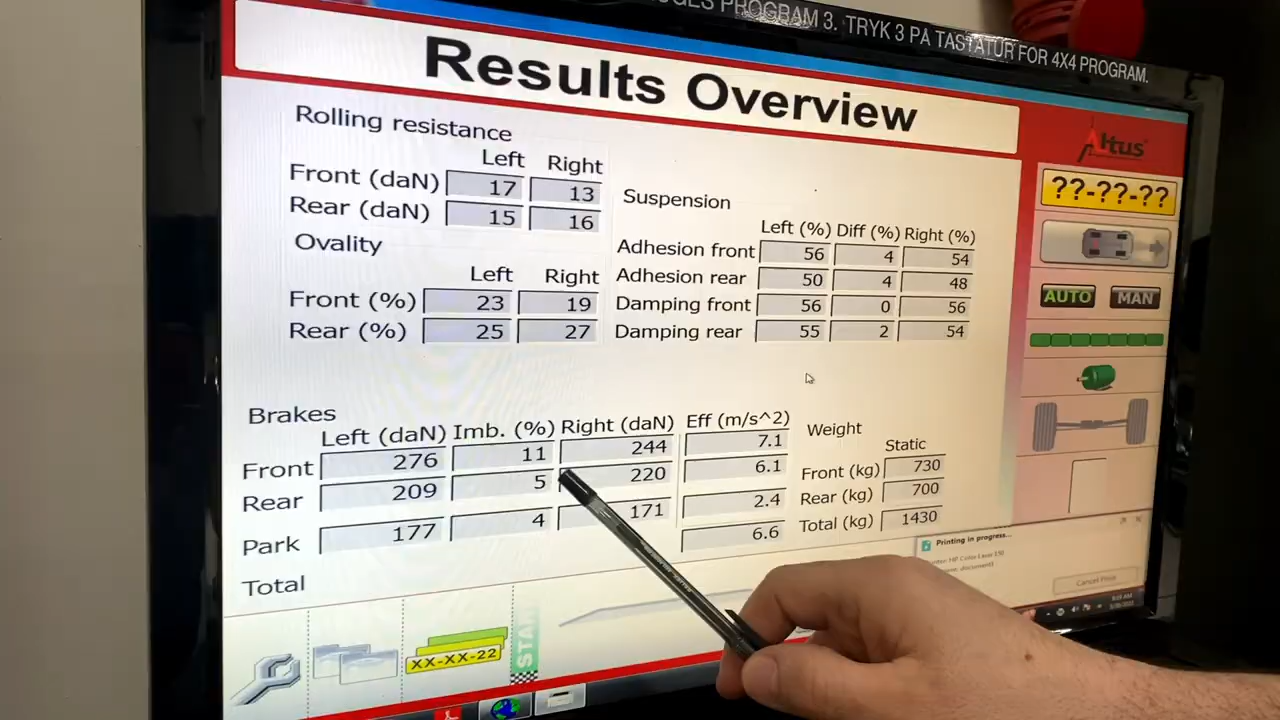 PROGRAM 3. TRYK 3 PÅ TASTATUR FOR 4X4 PROGRAM.
Results Overview
Altus
??-??-??
AUTO MAN
Rolling resistance
Left Right
Front (daN) 17 13
Rear (daN) 15 16
Ovality
Left Right
Front (%) 23 19
Rear (%) 25 27
Suspension
Left (%) Diff (%) Right (%)
Adhesion front 56 4 54
Adhesion rear 50 4 48
Damping front 56 0 56
Damping rear 55 2 54
Brakes
Left (daN) Imb. (%) Right (daN) Eff (m/s^2)
Front 276 11 244 7.1
Rear 209 5 220 6.1
Park 177 4 171 2.4
Total 6.6
Weight
Static
Front (kg) 730
Rear (kg) 700
Total (kg) 1430
Printing in progress...
Cancel Print
XX-XX-22